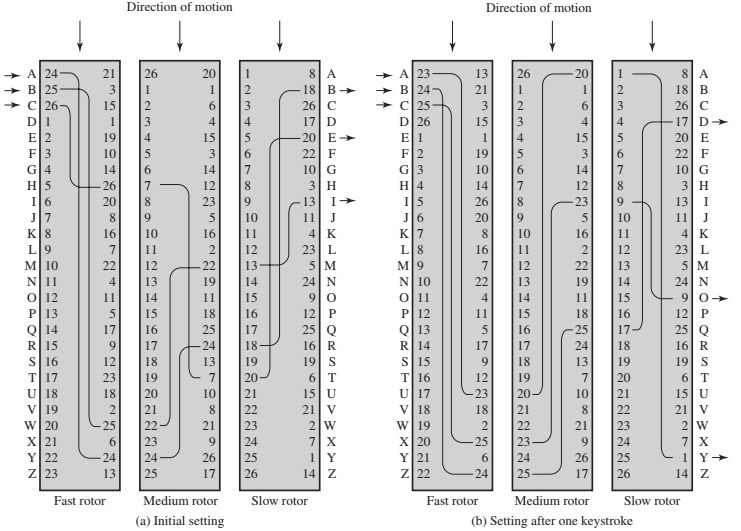 Direction of motion Direction of motion
A 24 21 26 20 1 8 A A 23 13 26 20 1 8 A
B 25 3 1 1 2 18 B B 24 21 1 1 2 18 B
C 26 15 2 6 3 26 C C 25 3 2 6 3 26 C
D 1 1 3 4 4 17 D D 26 15 3 4 4 17 D
E 2 19 4 15 5 20 E E 1 1 4 15 5 20 E
F 3 10 5 3 6 22 F F 2 19 5 3 6 22 F
G 4 14 6 14 7 10 G G 3 10 6 14 7 10 G
H 5 26 7 12 8 3 H H 4 14 7 12 8 3 H
I 6 20 8 23 9 13 I I 5 26 8 23 9 13 I
J 7 8 9 5 10 11 J J 6 20 9 5 10 11 J
K 8 16 10 16 11 4 K K 7 8 10 16 11 4 K
L 9 7 11 2 12 23 L L 8 16 11 2 12 23 L
M 10 22 12 22 13 5 M M 9 7 12 22 13 5 M
N 11 4 13 19 14 24 N N 10 22 13 19 14 24 N
O 12 11 14 11 15 9 O O 11 4 14 11 15 9 O
P 13 5 15 18 16 12 P P 12 11 15 18 16 12 P
Q 14 17 16 25 17 25 Q Q 13 5 16 25 17 25 Q
R 15 9 17 24 18 16 R R 14 17 17 24 18 16 R
S 16 12 18 13 19 19 S S 15 9 18 13 19 19 S
T 17 23 19 7 20 6 T T 16 12 19 7 20 6 T
U 18 18 20 10 21 15 U U 17 23 20 10 21 15 U
V 19 2 21 8 22 21 V V 18 18 21 8 22 21 V
W 20 25 22 21 23 2 W W 19 2 22 21 23 2 W
X 21 6 23 9 24 7 X X 20 25 23 9 24 7 X
Y 22 24 24 26 25 1 Y Y 21 6 24 26 25 1 Y
Z 23 13 25 17 26 14 Z Z 22 24 25 17 26 14 Z
Fast rotor Medium rotor Slow rotor Fast rotor Medium rotor Slow rotor
(a) Initial setting (b) Setting after one keystroke